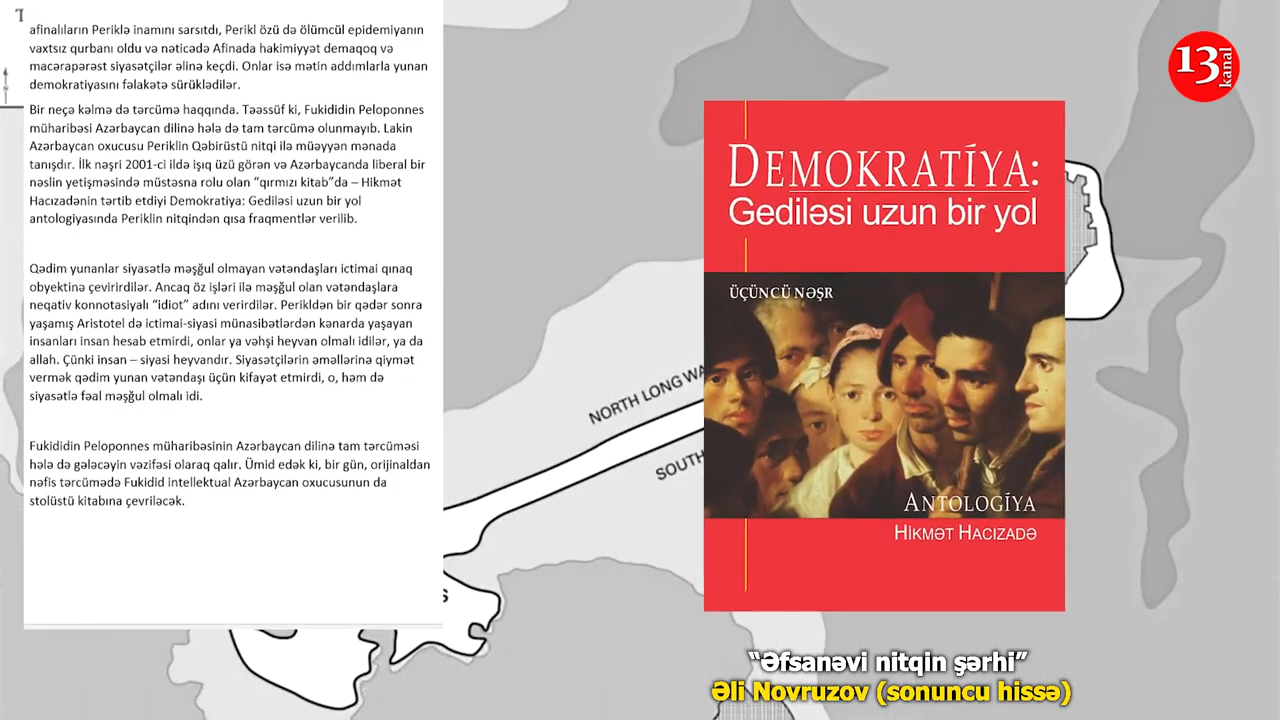 afinalıların Periklə inamını sarsıtdı, Perikl özü də ölümcül epidemiyanın
vaxtsız qurbanı oldu və nəticədə Afinada hakimiyyət demaqoq və
macərapərəst siyasətçilər əlinə keçdi. Onlar isə mətin addımlarla yunan
demokratiyasını fəlakətə sürüklədilər.
Bir neçə kəlmə də tərcümə haqqında. Təəssüf ki, Fukididin Peloponnes
müharibəsi Azərbaycan dilinə hələ də tam tərcümə olunmayıb. Lakin
Azərbaycan oxucusu Periklin Qəbirüstü nitqi ilə müəyyən mənada
tanışdır. İlk nəşri 2001-ci ildə işıq üzü görən və Azərbaycanda liberal bir
nəslin yetişməsində müstəsna rolu olan “qırmızı kitab”da – Hikmət
Hacızadənin tərtib etdiyi Demokratiya: Gediləsi uzun bir yol
antologiyasında Periklin nitqindən qısa fraqmentlər verilib.
Qədim yunanlar siyasətlə məşğul olmayan vətəndaşları ictimai qınaq
obyektinə çevirirdilər. Ancaq öz işləri ilə məşğul olan vətəndaşlara
neqativ konnotasiyalı “idiot” adını verirdilər. Perikldən bir qədər sonra
yaşamış Aristotel də ictimai-siyasi münasibətlərdən kənarda yaşayan
insanları insan hesab etmirdi, onlar ya vəhşi heyvan olmalı idilər, ya da
allah. Çünki insan – siyasi heyvandır. Siyasətçilərin əməllərinə qiymət
vermək qədim yunan vətəndaşı üçün kifayət etmirdi, o, həm də
siyasətlə fəal məşğul olmalı idi.
Fukididin Peloponnes müharibəsinin Azərbaycan dilinə tam tərcüməsi
hələ də gələcəyin vəzifəsi olaraq qalır. Ümid edək ki, bir gün, orijinaldan
nəfis tərcümədə Fukidid intellektual Azərbaycan oxucusunun da
stolüstü kitabına çevriləcək.
13 kanal
DEMOKRATİYA:
Gediləsi uzun bir yol
ÜÇÜNCÜ NƏŞR
ANTOLOGİYA
HİKMƏT HACIZADƏ
NORTH LONG WA
SOUTH
“Əfsanəvi nitqin şərhi”
Əli Novruzov (sonuncu hissə)